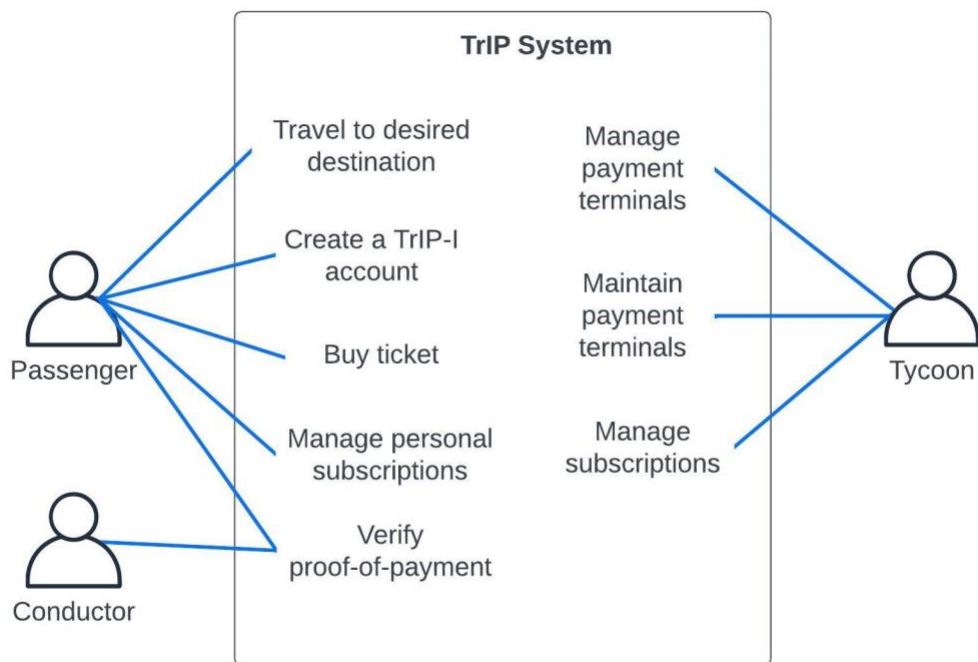 TrIP System
Travel to desired
destination
Create a TrIP-I
account
Buy ticket
Manage personal
subscriptions
Verify
proof-of-payment
Manage
payment
terminals
Maintain
payment
terminals
Manage
subscriptions
Passenger
Conductor
Tycoon